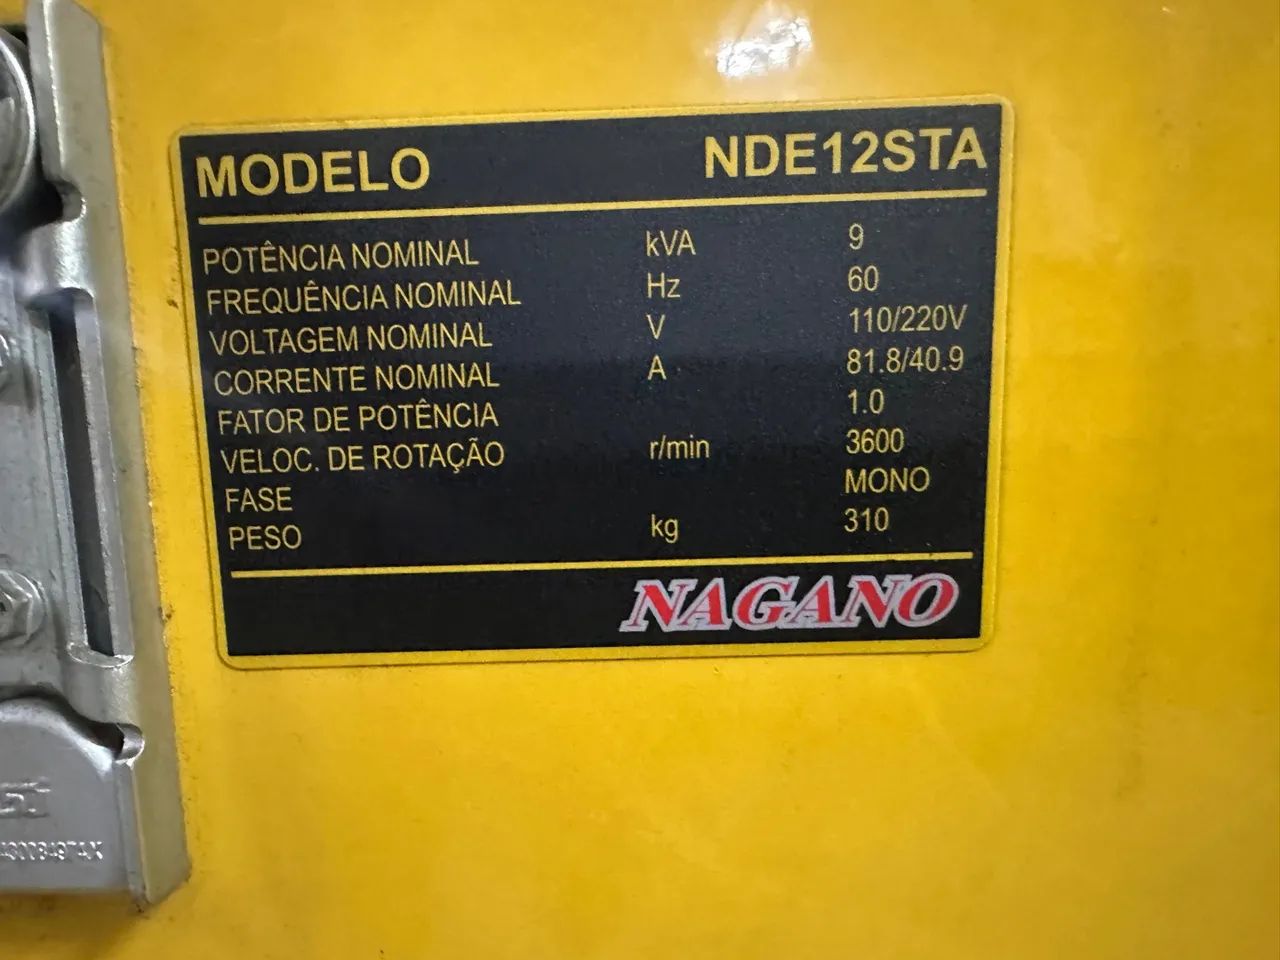 MODELO NDE12STA
POTÊNCIA NOMINAL kVA 9
FREQUÊNCIA NOMINAL Hz 60
VOLTAGEM NOMINAL V 110/220V
CORRENTE NOMINAL A 81.8/40.9
FATOR DE POTÊNCIA 1.0
VELOC. DE ROTAÇÃO r/min 3600
FASE MONO
PESO kg 310
NAGANO